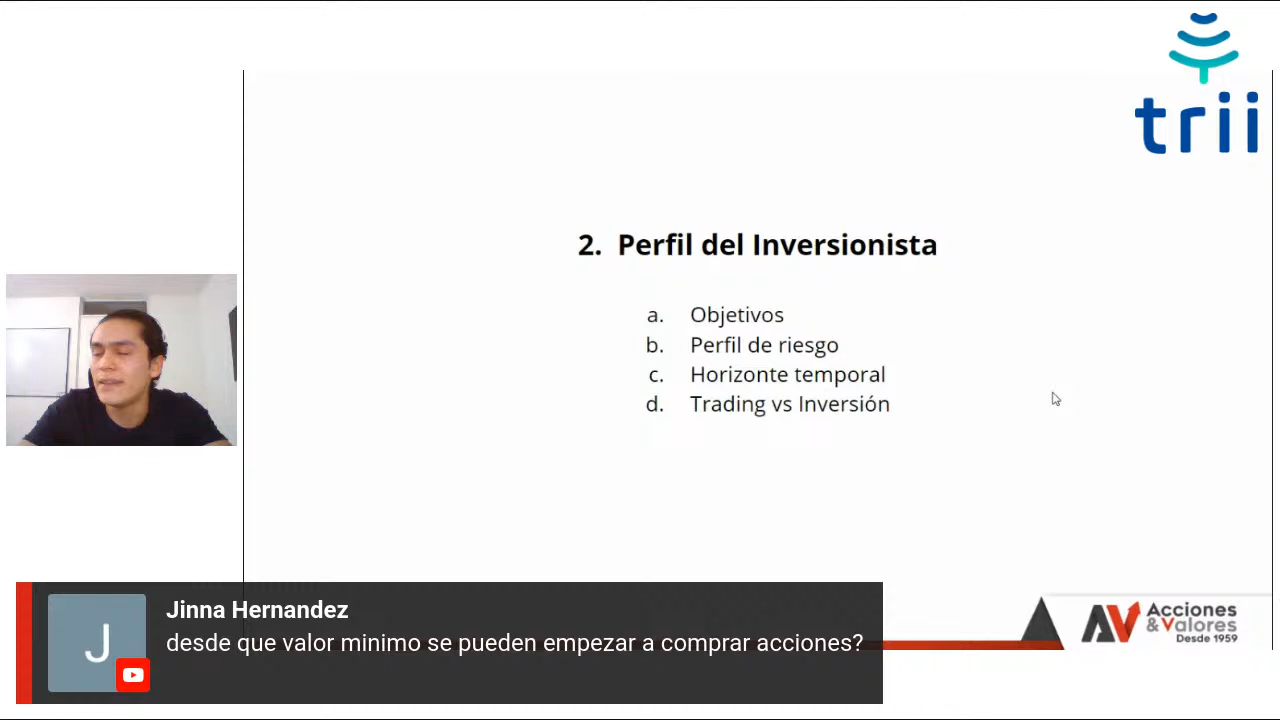 trii
2. Perfil del Inversionista
a. Objetivos
b. Perfil de riesgo
c. Horizonte temporal
d. Trading vs Inversión
Jinna Hernandez
J
desde que valor minimo se pueden empezar a comprar acciones?
AV Acciones
& Valores
Desde 1959